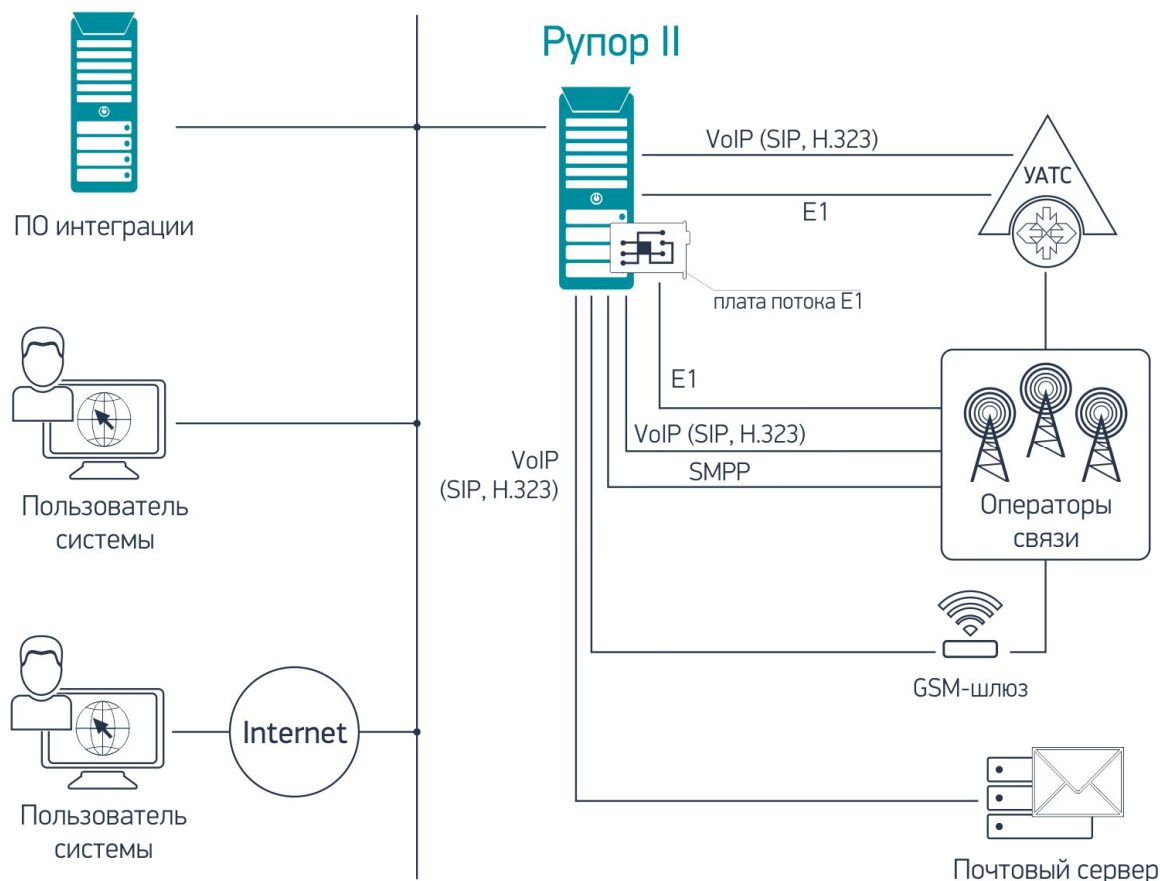 Рупор II
VoIP (SIP, H.323)
УАТС
E1
ПО интеграции
плата потока E1
E1
VoIP (SIP, H.323)
SMPP
VoIP
(SIP, H.323)
Операторы
связи
Пользователь
системы
GSM-шлюз
Internet
Пользователь
системы
Почтовый сервер